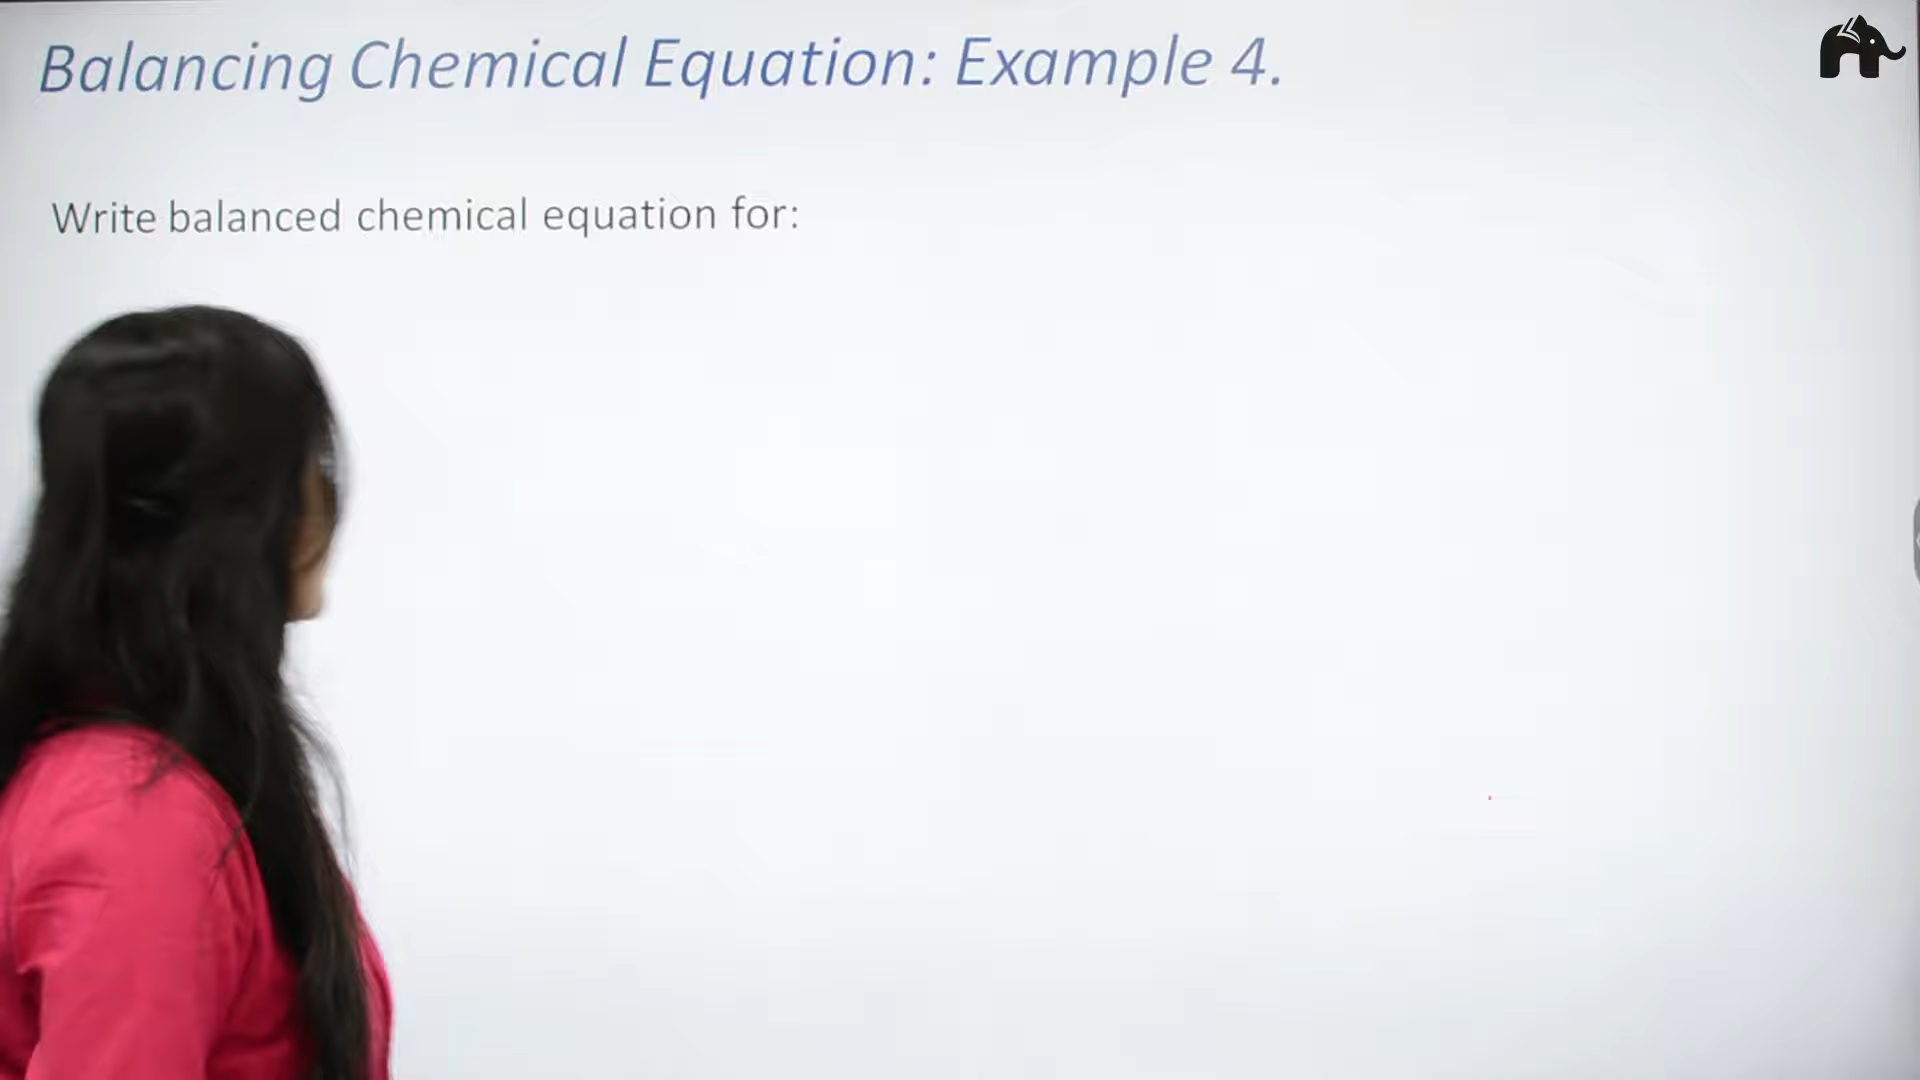 Balancing Chemical Equation: Example 4.
Write balanced chemical equation for: